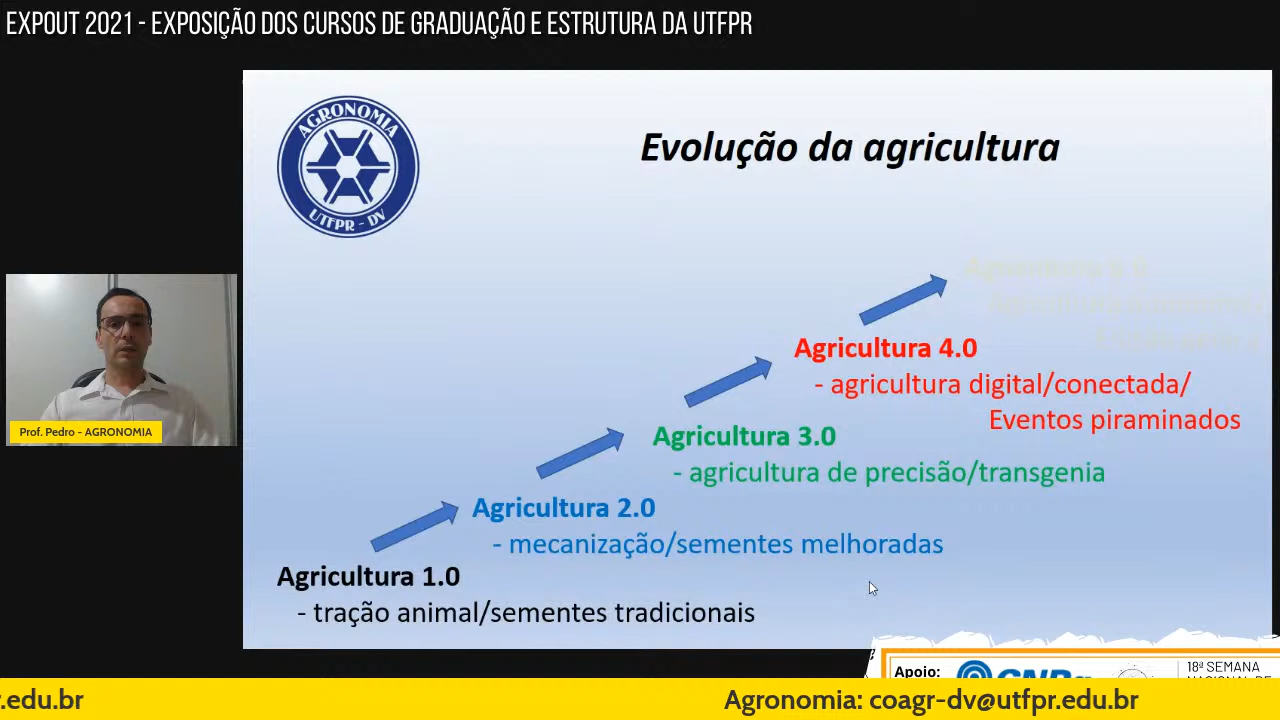 EXPOUT 2021 - EXPOSIÇÃO DOS CURSOS DE GRADUAÇÃO E ESTRUTURA DA UTFPR
AGRONOMIA
UTFPR - DV
Evolução da agricultura
Agricultura 4.0
- agricultura digital/conectada/
Eventos piraminados
Agricultura 3.0
- agricultura de precisão/transgenia
Agricultura 2.0
- mecanização/sementes melhoradas
Agricultura 1.0
- tração animal/sementes tradicionais
Prof. Pedro - AGRONOMIA
Apoio:
CNPq
18ª SEMANA
NACIONAL DE
.edu.br
Agronomia: coagr-dv@utfpr.edu.br